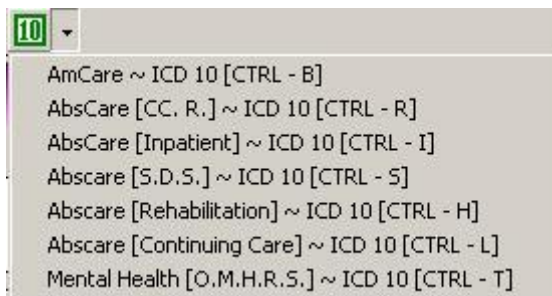 10
AmCare ~ ICD 10 [CTRL - B]
AbsCare [CC. R.] ~ ICD 10 [CTRL - R]
AbsCare [Inpatient] ~ ICD 10 [CTRL - I]
Abscare [S.D.S.] ~ ICD 10 [CTRL - S]
Abscare [Rehabilitation] ~ ICD 10 [CTRL - H]
Abscare [Continuing Care] ~ ICD 10 [CTRL - L]
Mental Health [O.M.H.R.S.] ~ ICD 10 [CTRL - T]